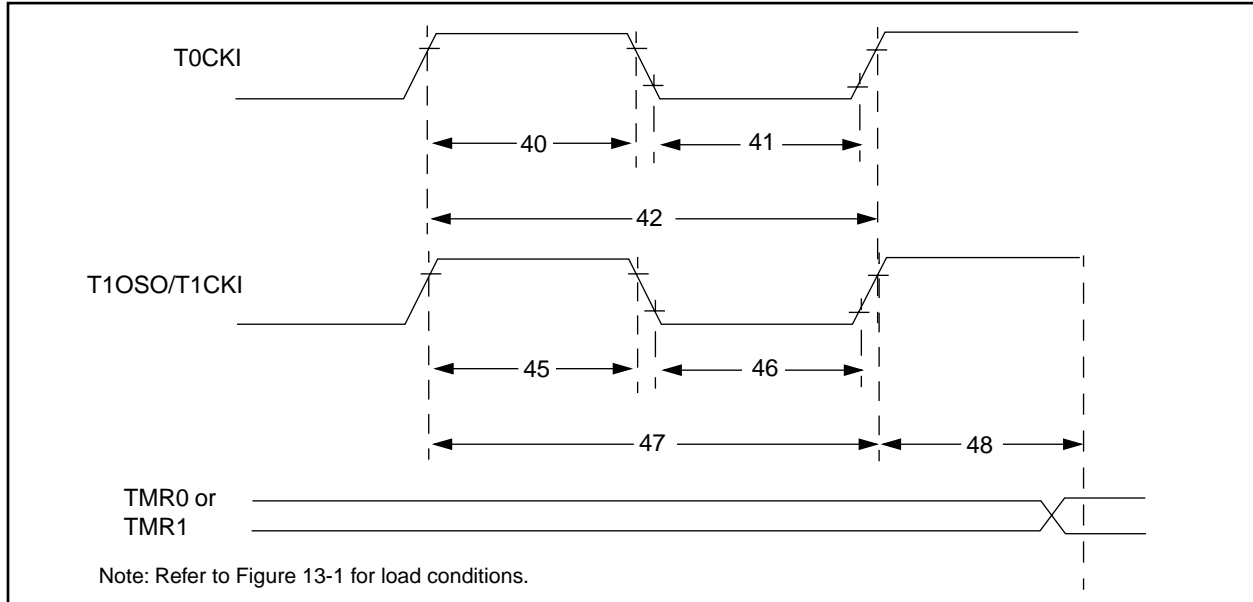 T0CKI
40
41
42
T1OSO/T1CKI
45
46
47
48
TMR0 or
TMR1
Note: Refer to Figure 13-1 for load conditions.